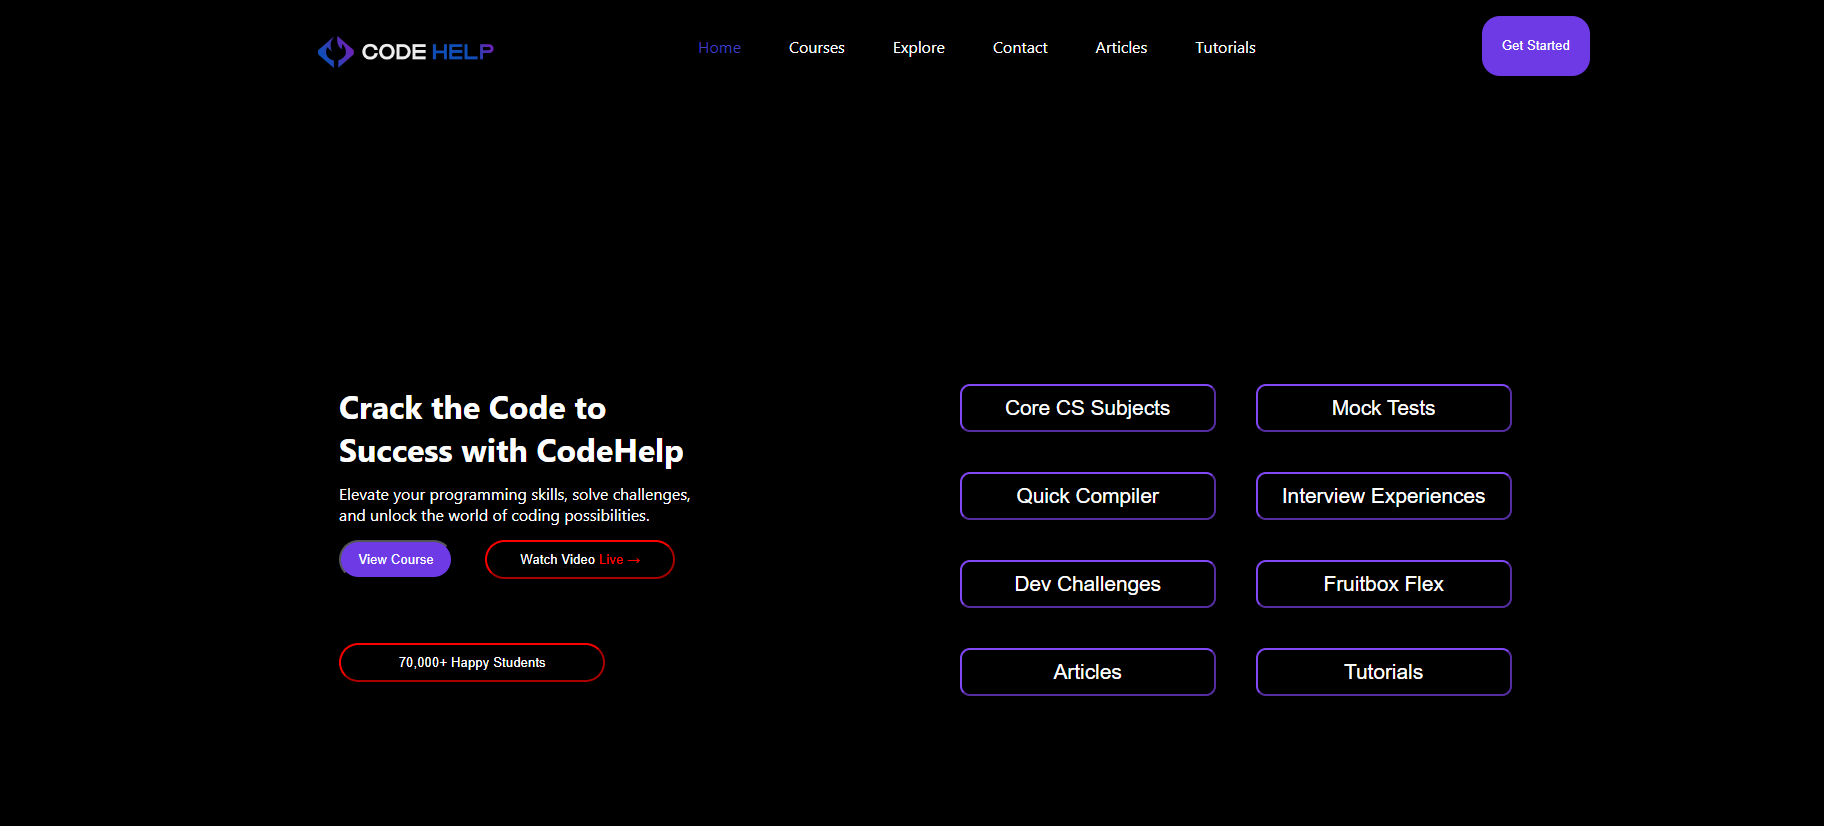 CODE HELP
Home
Courses
Explore
Contact
Articles
Tutorials
Get Started
Crack the Code to
Success with CodeHelp
Elevate your programming skills, solve challenges,
and unlock the world of coding possibilities.
View Course
Watch Video Live →
70,000+ Happy Students
Core CS Subjects
Mock Tests
Quick Compiler
Interview Experiences
Dev Challenges
Fruitbox Flex
Articles
Tutorials